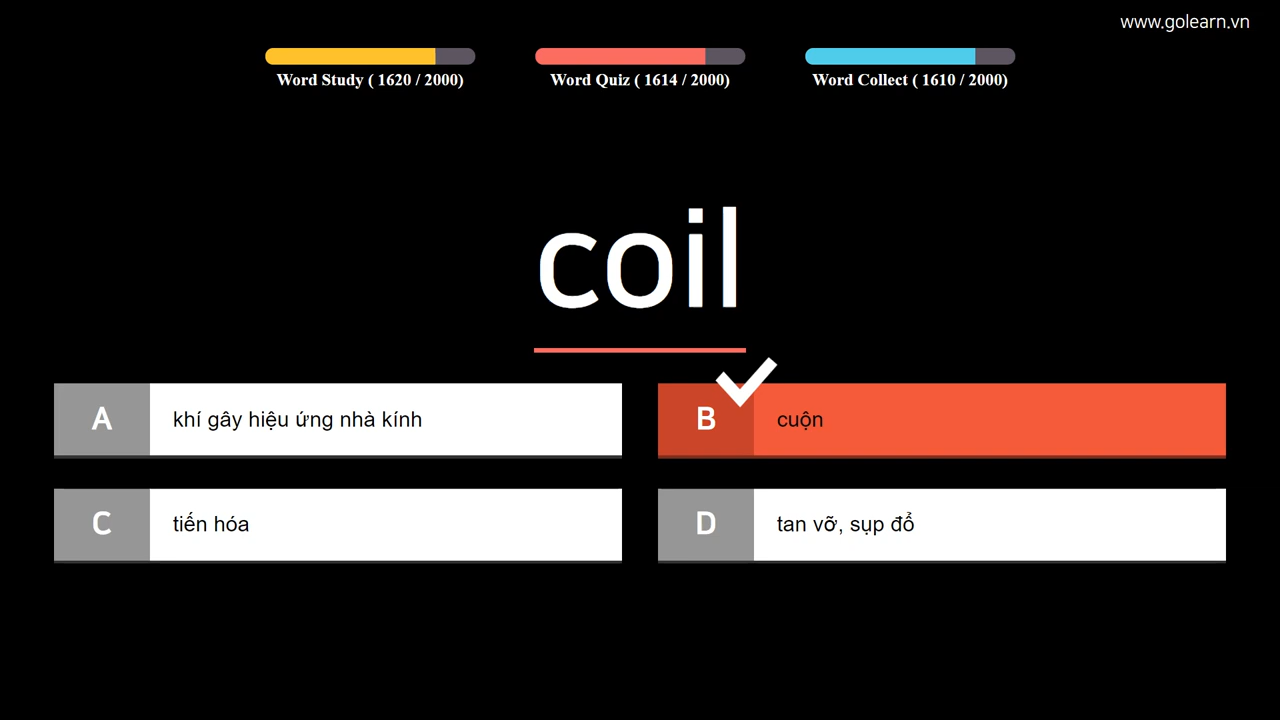 www.golearn.vn
Word Study ( 1620 / 2000)
Word Quiz ( 1614 / 2000)
Word Collect ( 1610 / 2000)
coil
A khí gây hiệu ứng nhà kính
B cuộn
C tiến hóa
D tan vỡ, sụp đổ